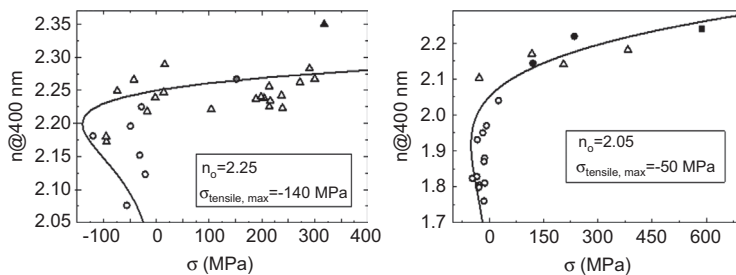 2.35
2.30
2.25
2.20
2.15
2.10
2.05
n@400 nm
nₒ=2.25
σtensile, max=-140 MPa
-100 0 100 200 300 400
σ (MPa)
2.2
2.1
2.0
1.9
1.8
1.7
n@400 nm
nₒ=2.05
σtensile, max=-50 MPa
0 150 300 450 600
σ (MPa)